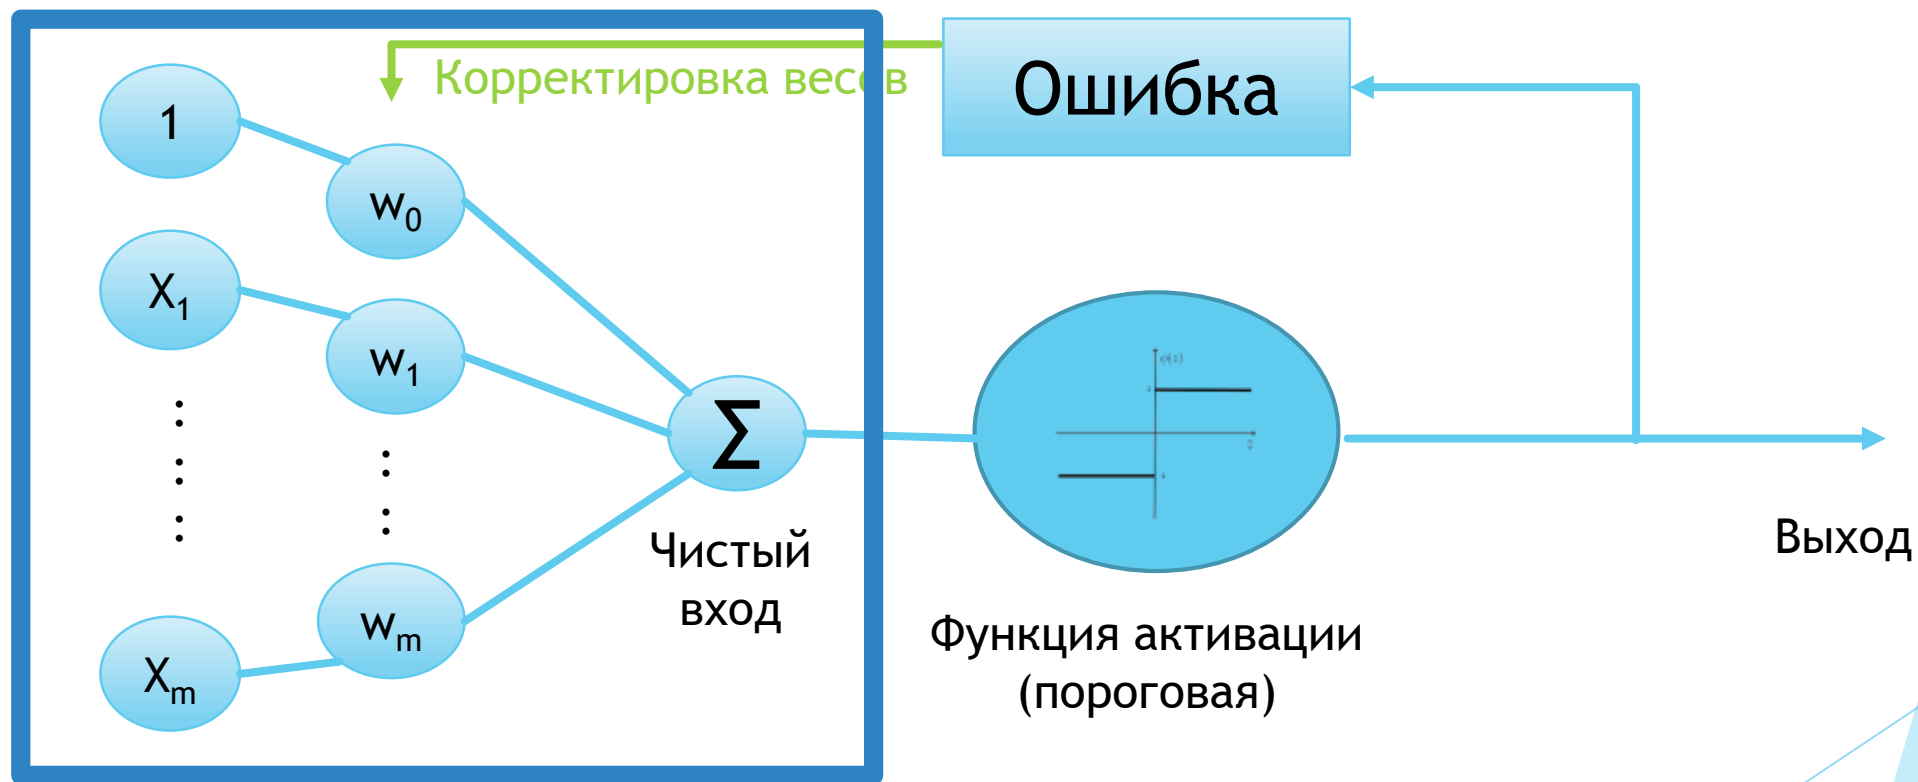 Корректировка весов
Ошибка
1
w0
X1
w1
Σ
Чистый
вход
wm
Xm
φ(z)
Функция активации
(пороговая)
Выход